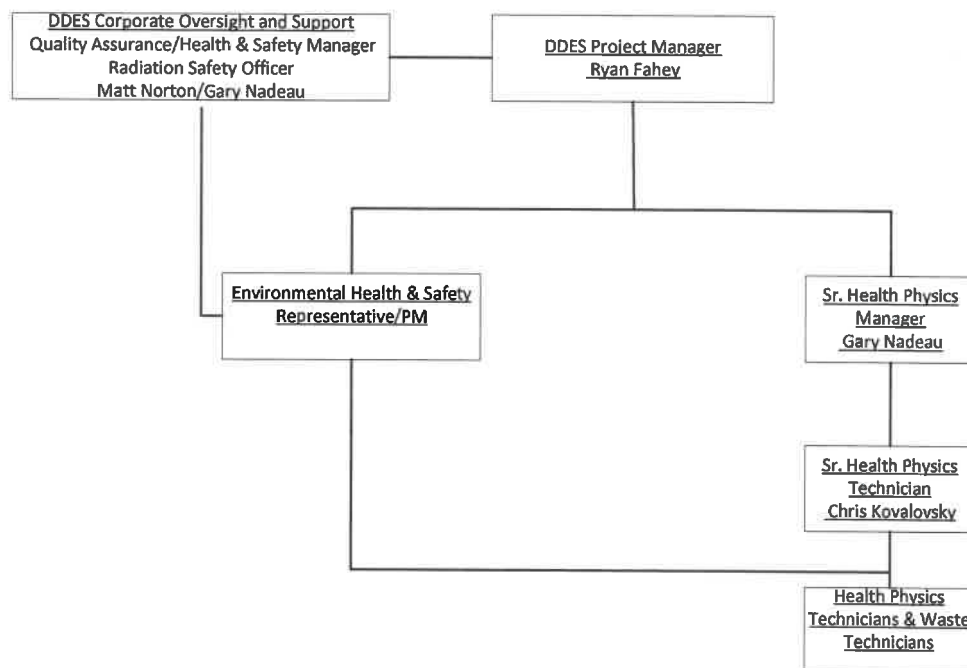 DDES Corporate Oversight and Support
Quality Assurance/Health & Safety Manager
Radiation Safety Officer
Matt Norton/Gary Nadeau
DDES Project Manager
Ryan Fahey
Environmental Health & Safety
Representative/PM
Sr. Health Physics
Manager
Gary Nadeau
Sr. Health Physics
Technician
Chris Kovalovsky
Health Physics
Technicians & Waste
Technicians